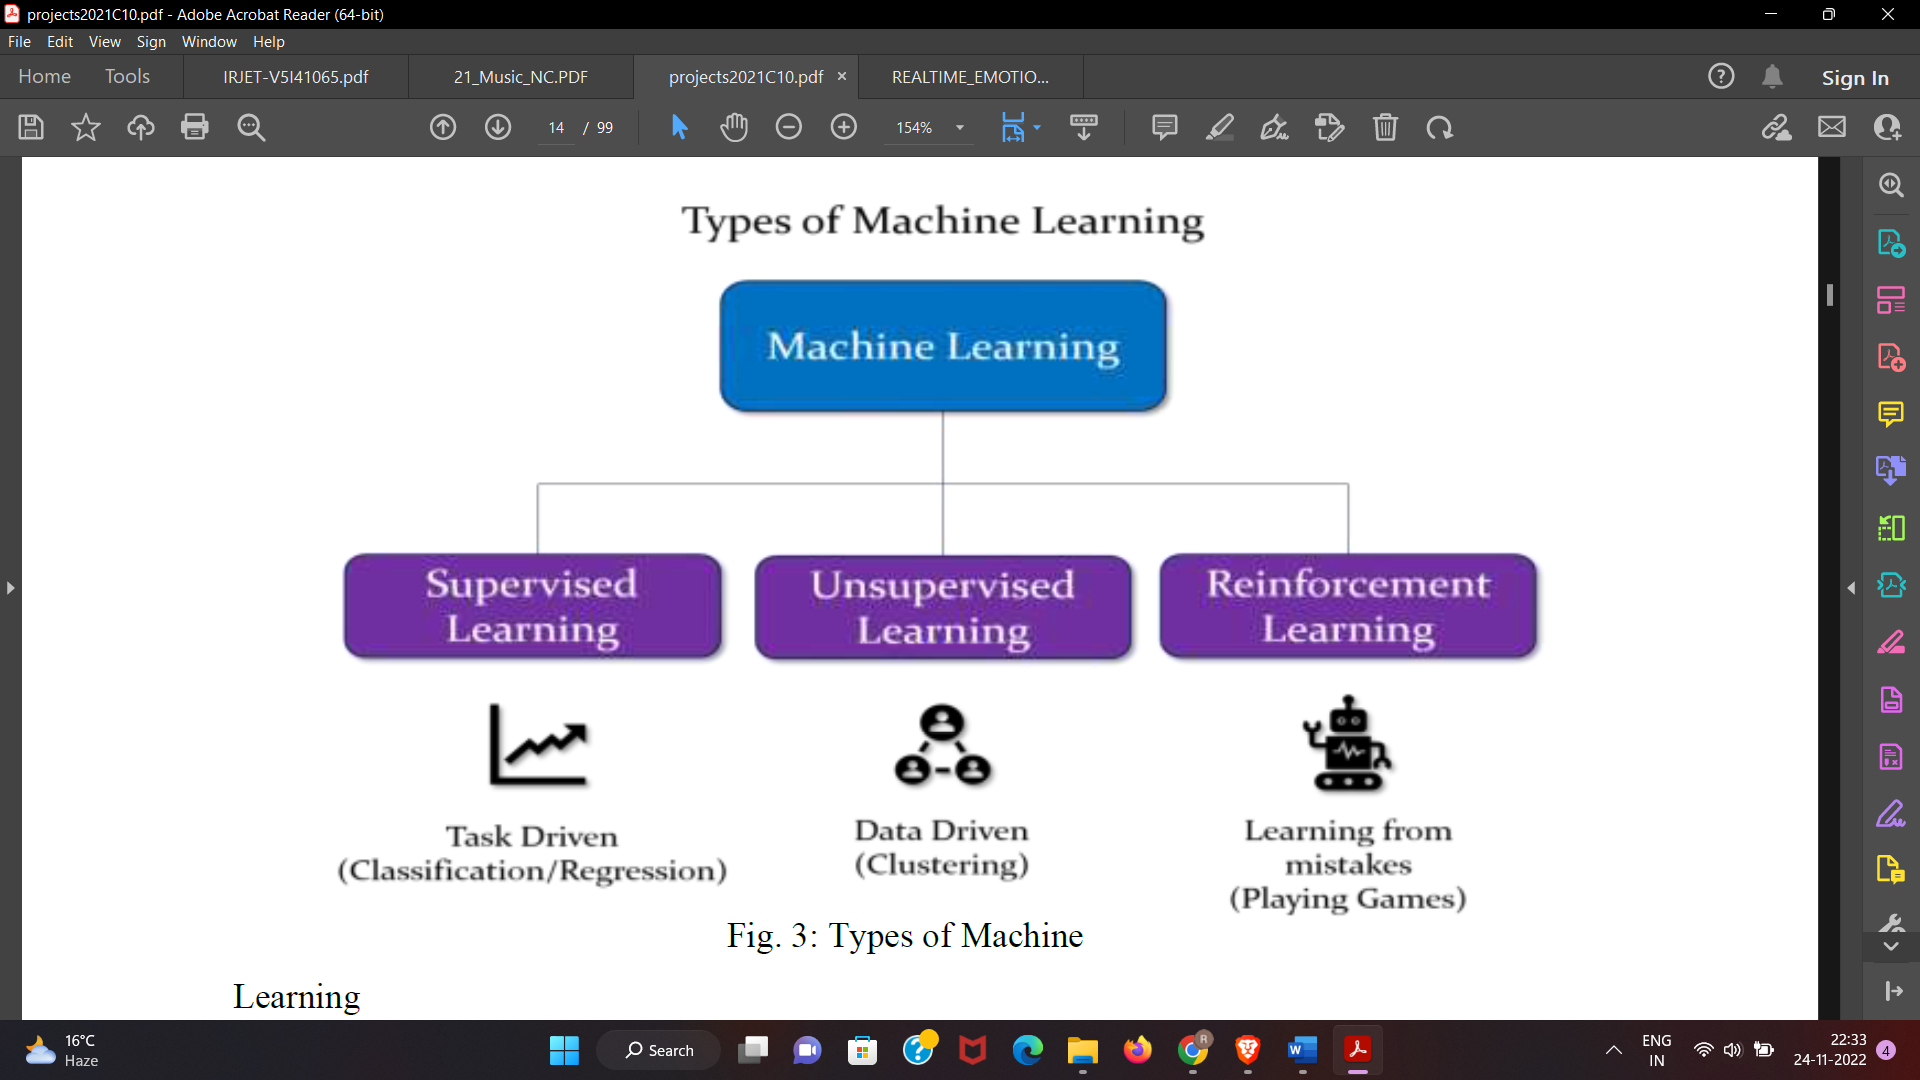 projects2021C10.pdf - Adobe Acrobat Reader (64-bit)
File Edit View Sign Window Help
Home Tools IRJET-V5I41065.pdf 21_Music_NC.PDF projects2021C10.pdf × REALTIME_EMOTIO... Sign In
14 / 99 154%
Types of Machine Learning
Machine Learning
Supervised
Learning
Unsupervised
Learning
Reinforcement
Learning
Task Driven
(Classification/Regression)
Data Driven
(Clustering)
Learning from
mistakes
(Playing Games)
Fig. 3: Types of Machine
Learning
16°C
Haze
Search
R
ENG
IN
22:33
24-11-2022
4